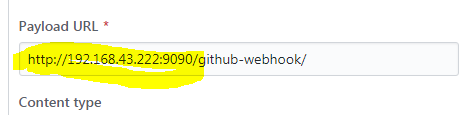 Payload URL *
http://192.168.43.222:9090/github-webhook/
Content type